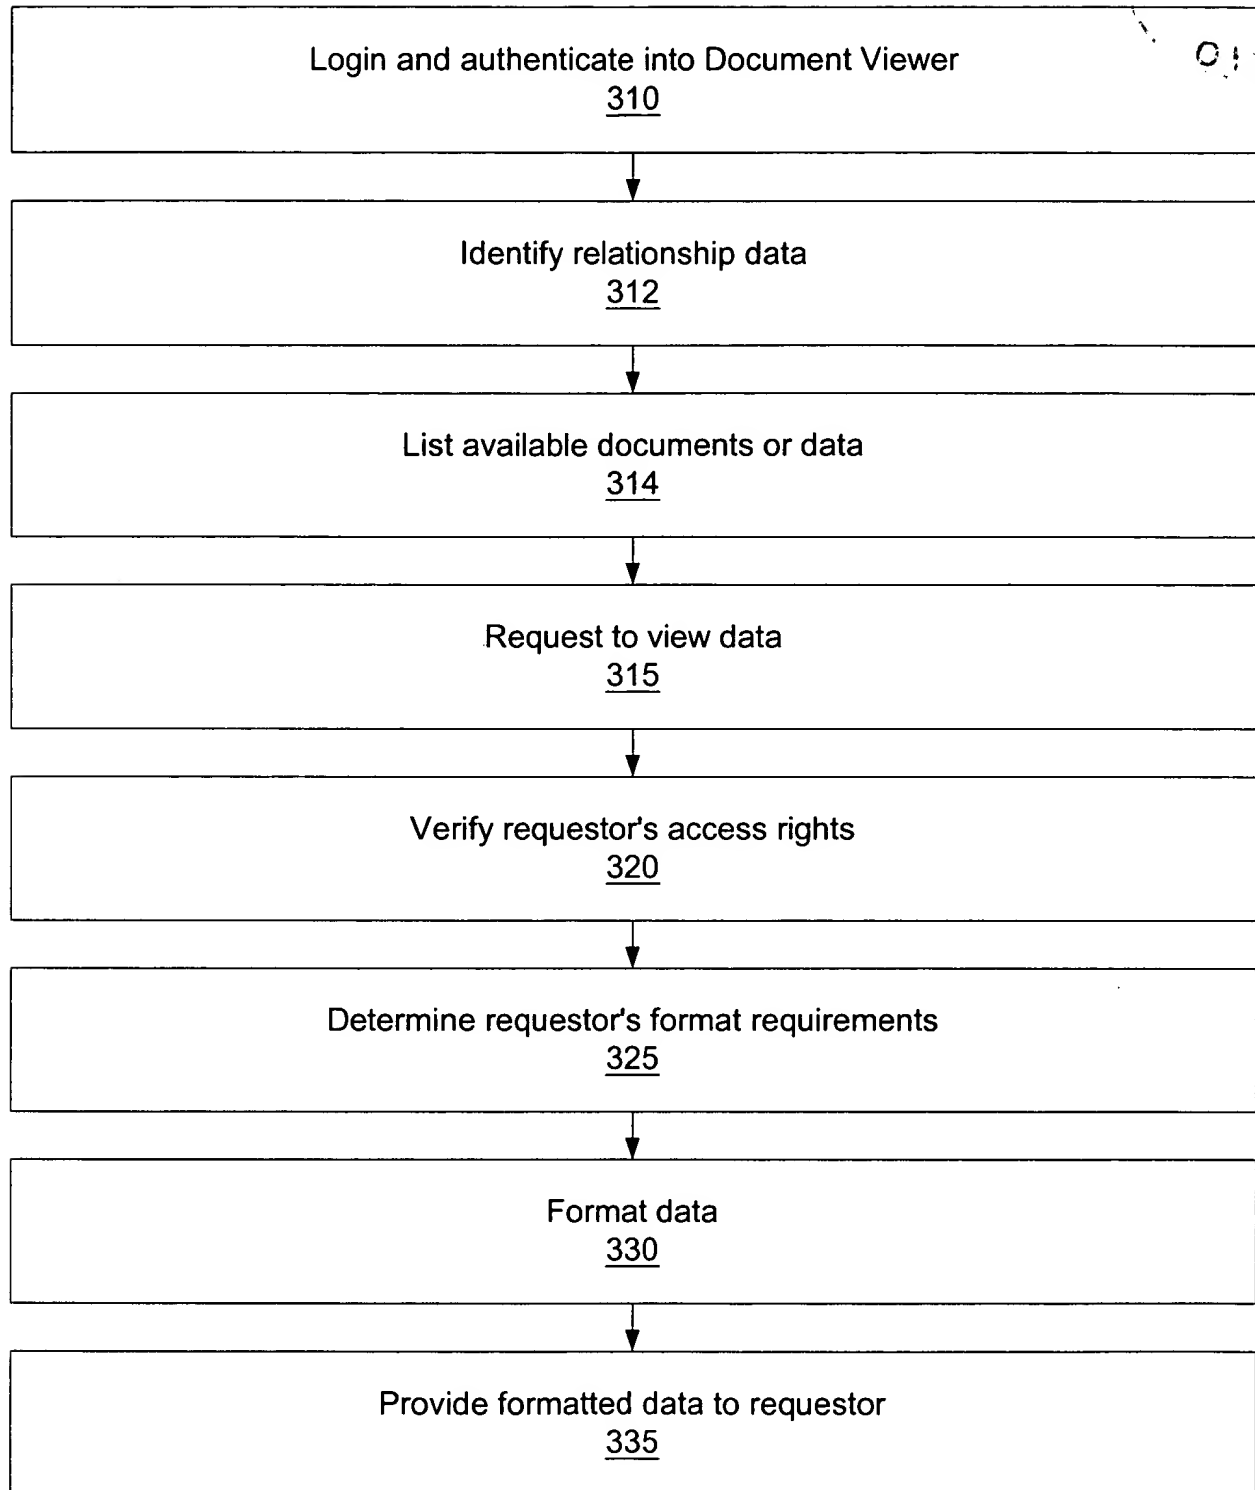 Login and authenticate into Document Viewer
310
Identify relationship data
312
List available documents or data
314
Request to view data
315
Verify requestor's access rights
320
Determine requestor's format requirements
325
Format data
330
Provide formatted data to requestor
335